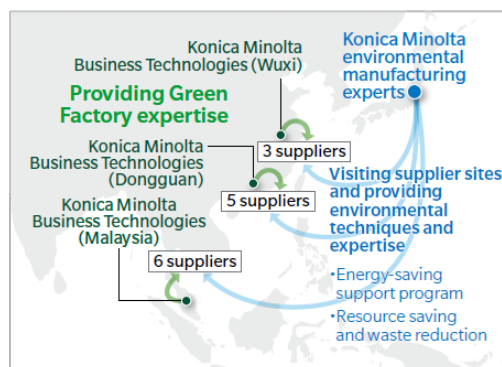 Konica Minolta
Business Technologies (Wuxi)
Providing Green
Factory expertise
Konica Minolta
Business Technologies
(Dongguan)
Konica Minolta
Business Technologies
(Malaysia)
3 suppliers
5 suppliers
6 suppliers
Konica Minolta
environmental
manufacturing
experts
Visiting supplier sites
and providing
environmental
techniques and
expertise
･Energy-saving
support program
･Resource saving
and waste reduction